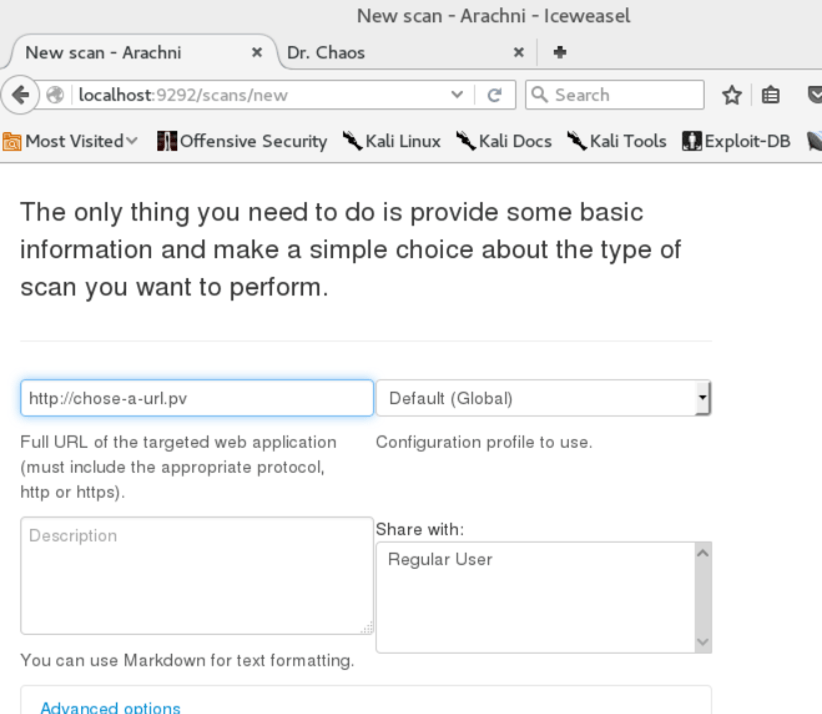 New scan - Arachni - Iceweasel
New scan - Arachni × Dr. Chaos ×
localhost:9292/scans/new Search
Most Visited Offensive Security Kali Linux Kali Docs Kali Tools Exploit-DB
The only thing you need to do is provide some basic
information and make a simple choice about the type of
scan you want to perform.
http://chose-a-url.pv Default (Global)
Full URL of the targeted web application
(must include the appropriate protocol,
http or https).
Configuration profile to use.
Description
Share with:
Regular User
You can use Markdown for text formatting.
Advanced options